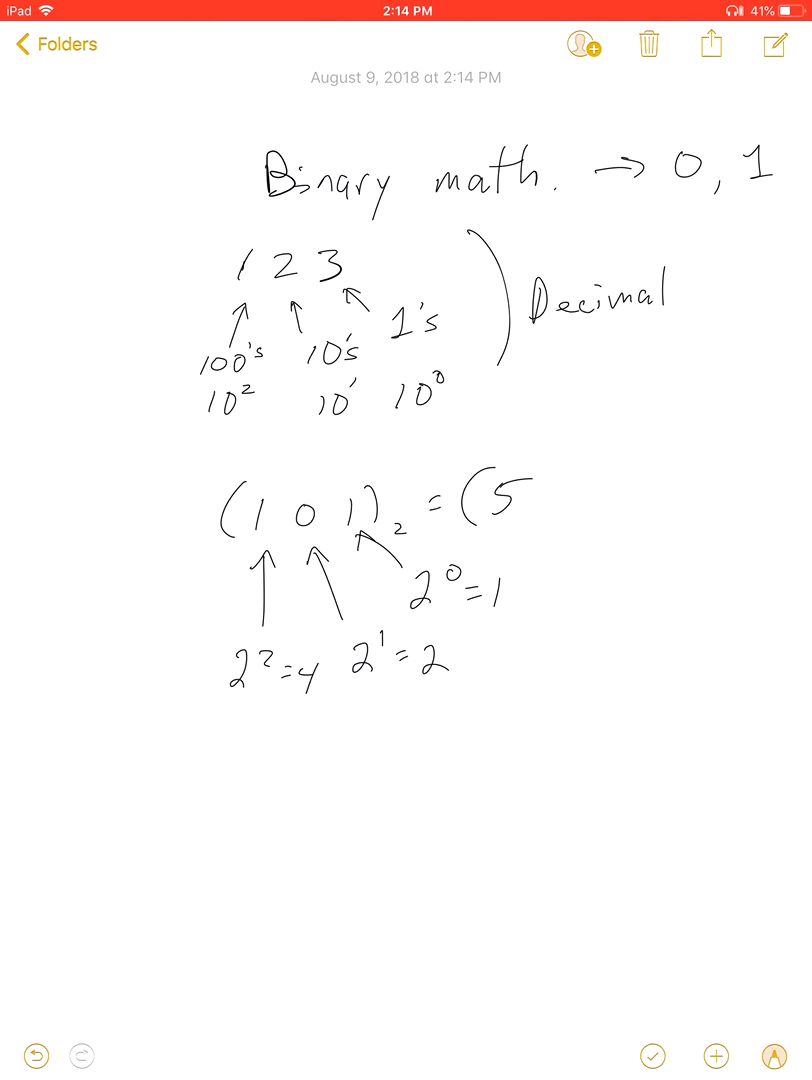 iPad 2:14 PM 41%
Folders
August 9, 2018 at 2:14 PM
Binary math. → 0, 1
1 2 3
Decimal
100's 10's 1's
10² 10¹ 10⁰
(1 0 1)₂ = (5
2⁰ = 1
2² = 4 2¹ = 2